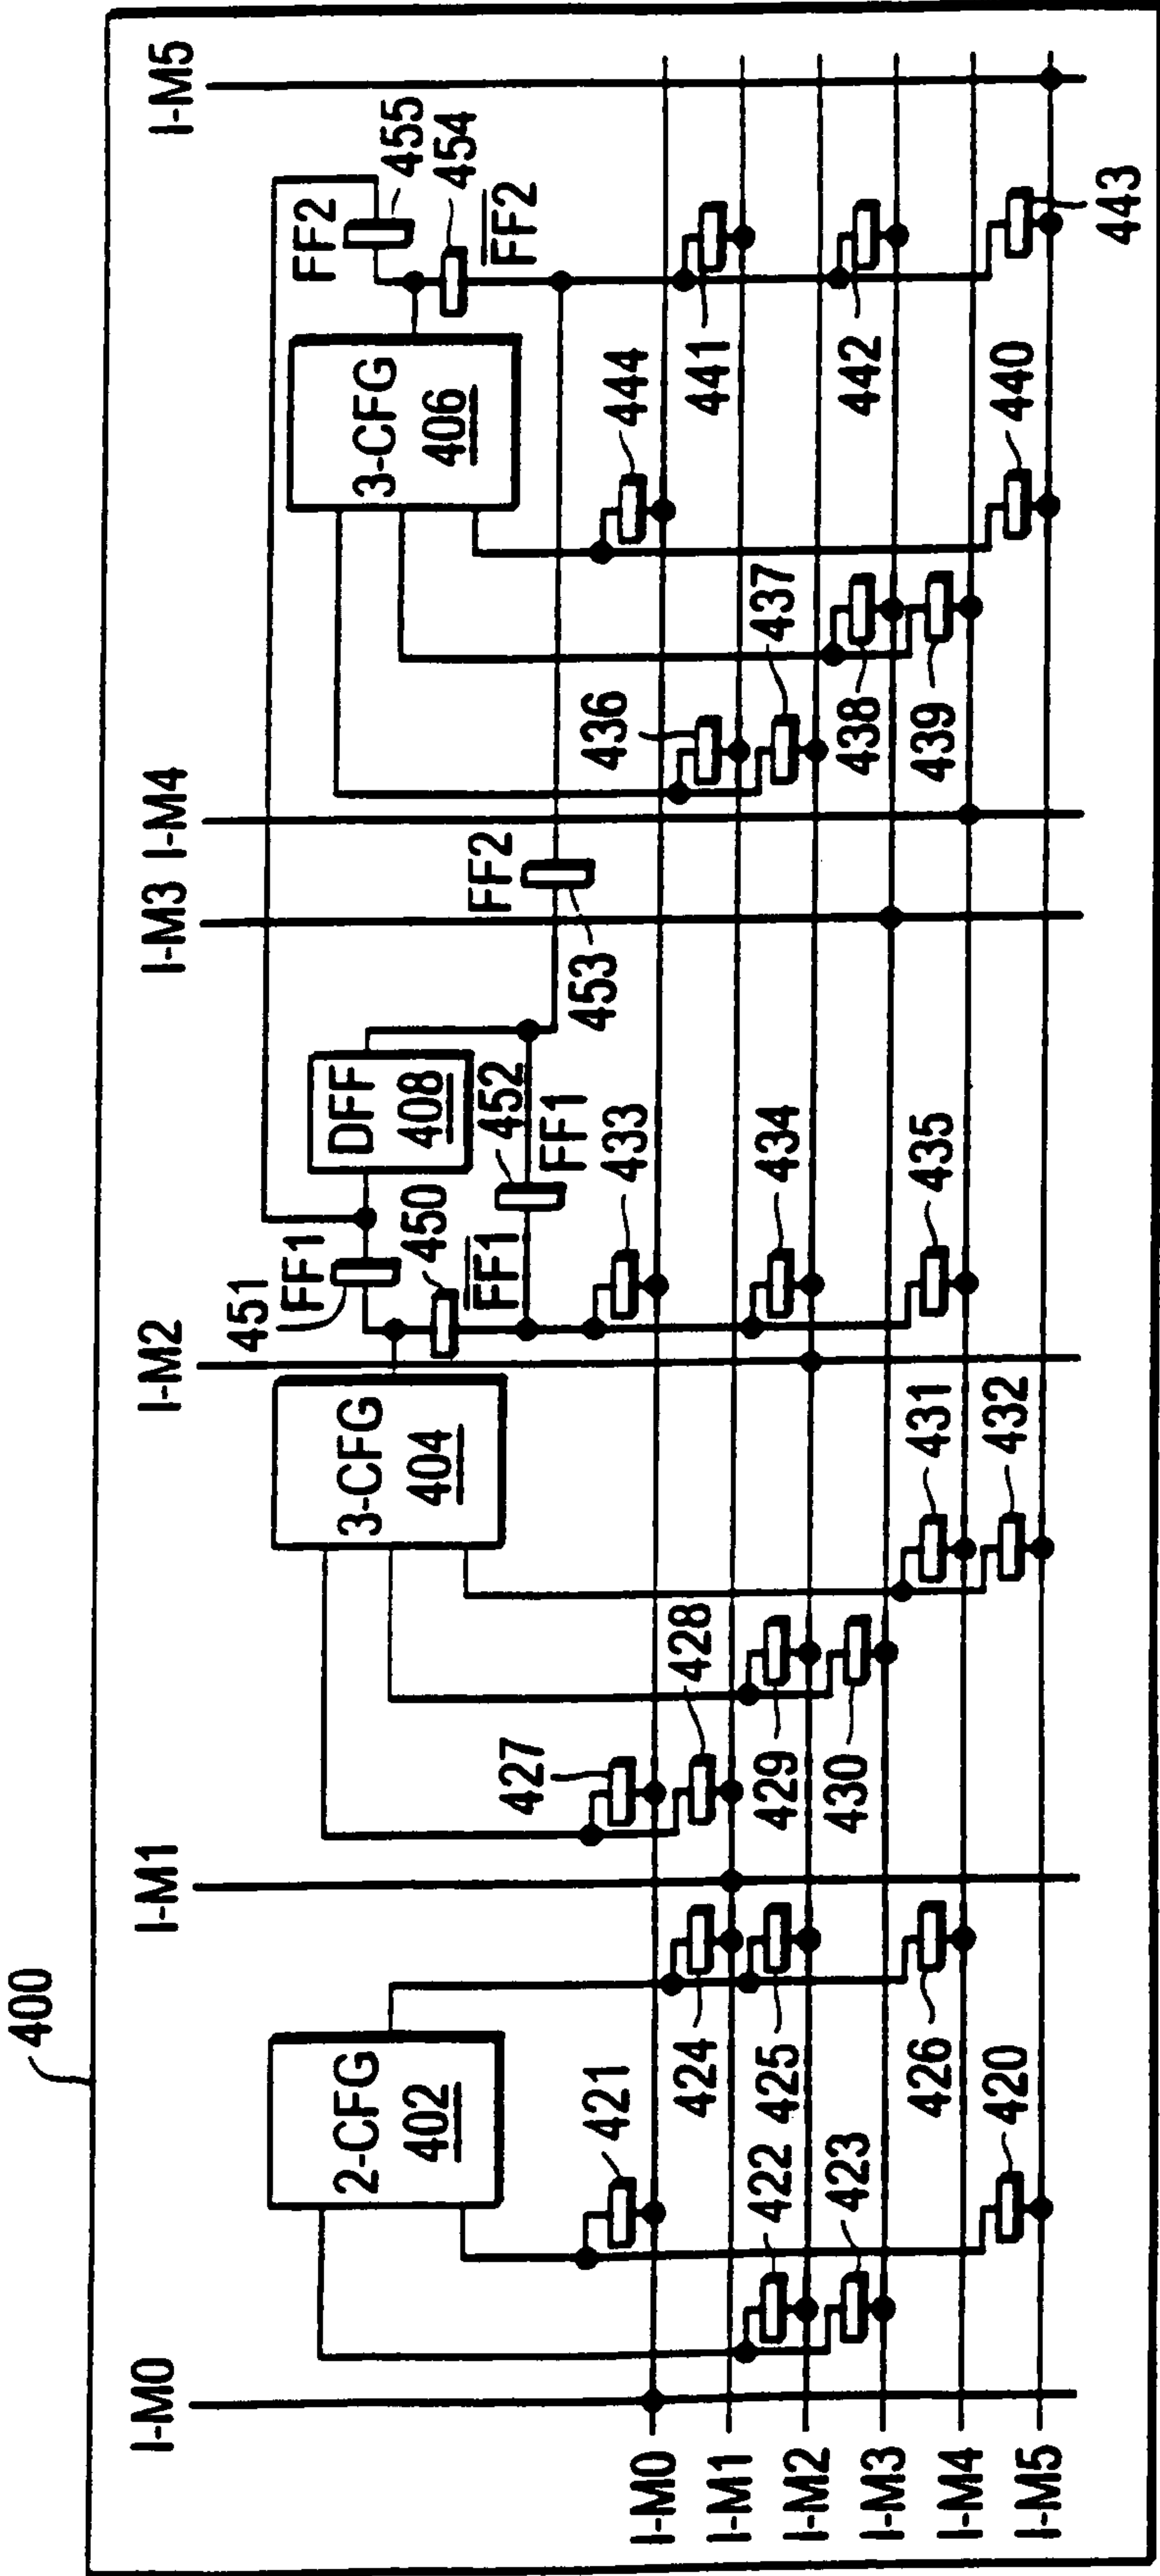 400
I-M0
I-M1
I-M2
I-M3
I-M4
I-M5
2-CFG
402
3-CFG
404
451
FF1
450
FF1
DFF
408
452
FF1
FF2
453
3-CFG
406
FF2
455
454
FF2
421
422
423
424
425
426
420
427
428
429
430
431
432
433
434
435
436
437
438
439
444
440
441
442
443
I-M0
I-M1
I-M2
I-M3
I-M4
I-M5